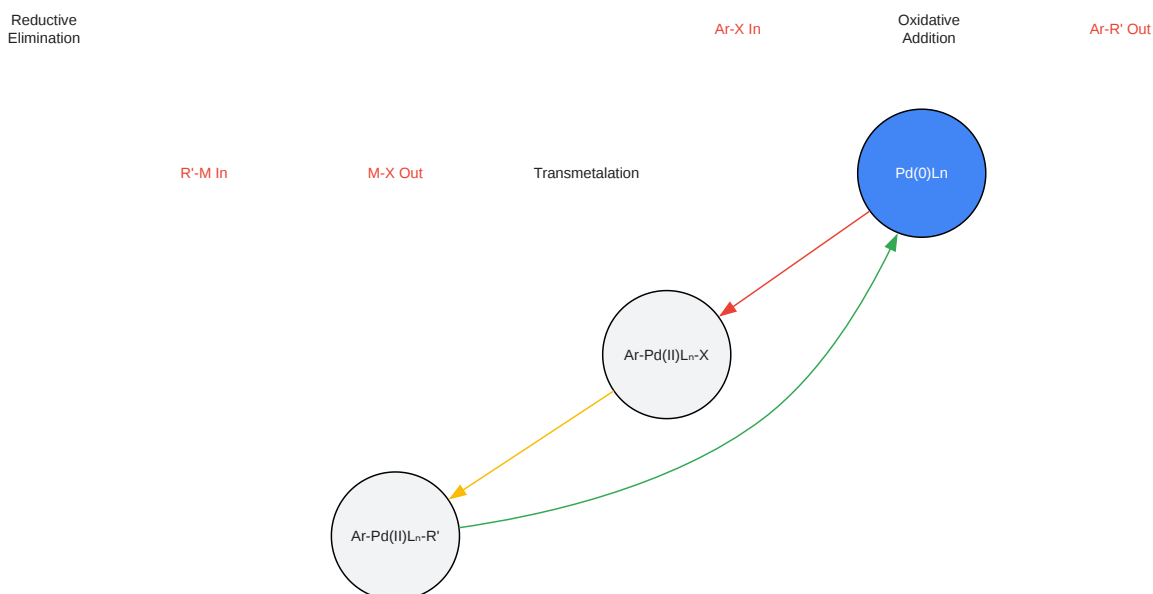 Reductive
Elimination
Ar-X In
Oxidative
Addition
Ar-R' Out
R'-M In
M-X Out
Transmetalation
Pd(0)Ln
Ar-Pd(II)Lₙ-X
Ar-Pd(II)Lₙ-R'